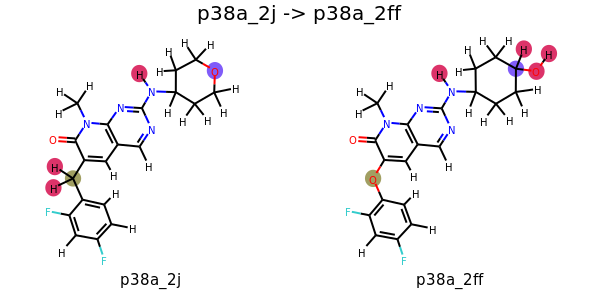 p38a_2j -> p38a_2ff
H H H H
H O H O H
H N H H N H
H H H H H H H H
N N N N
O N N O N N
H H
H H O H
H
H H
F H F H
H H
F F
p38a_2j p38a_2ff